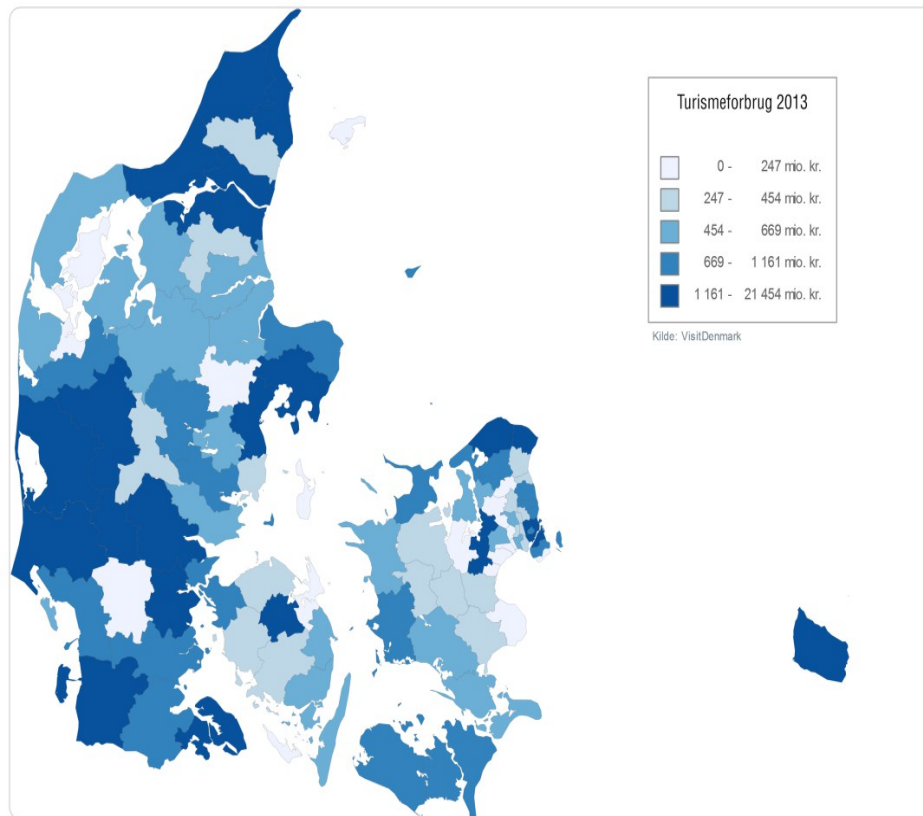 Turismeforbrug 2013
0 - 247 mio. kr.
247 - 454 mio. kr.
454 - 669 mio. kr.
669 - 1 161 mio. kr.
1 161 - 21 454 mio. kr.
Kilde: VisitDenmark